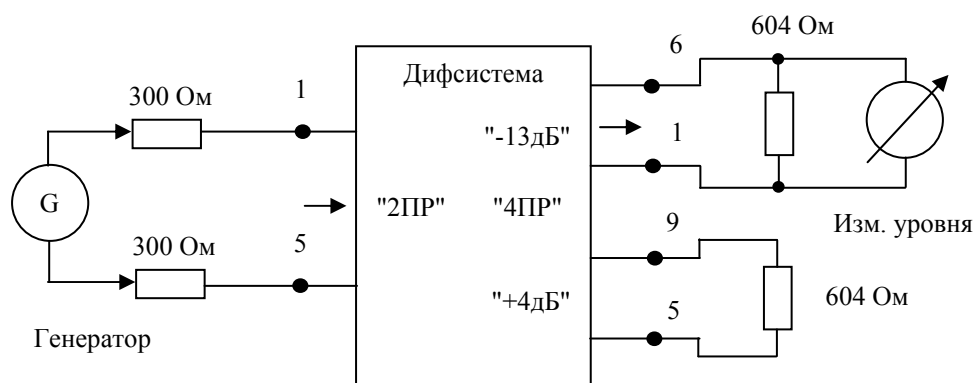 604 Ом
6
Дифсистема
1
300 Ом
"-13дБ"
1
G
"2ПР"
"4ПР"
9
Изм. уровня
300 Ом
5
"+4дБ"
5
604 Ом
Генератор